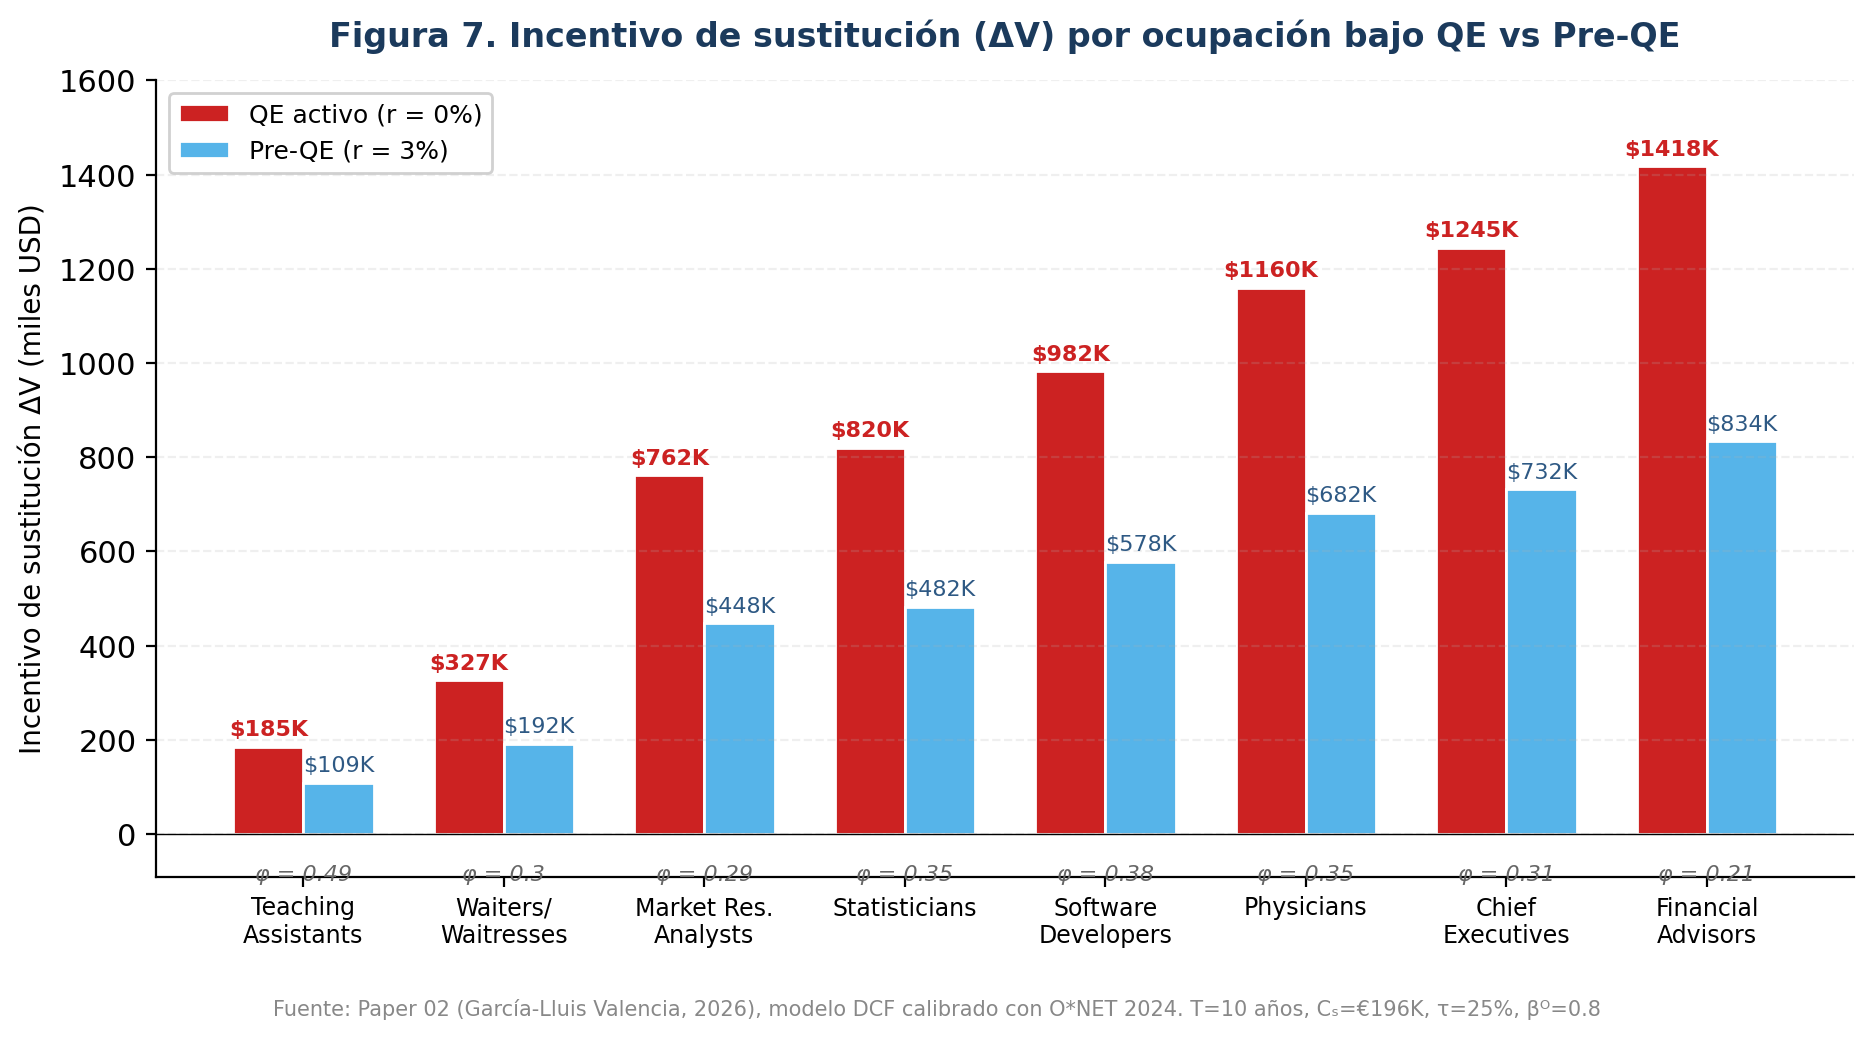 Figura 7. Incentivo de sustitución (ΔV) por ocupación bajo QE vs Pre-QE
Incentivo de sustitución ΔV (miles USD)
1600
1400
1200
1000
800
600
400
200
0
QE activo (r = 0%)
Pre-QE (r = 3%)
$185K
$109K
$327K
$192K
$762K
$448K
$820K
$482K
$982K
$578K
$1160K
$682K
$1245K
$732K
$1418K
$834K
φ = 0.49
φ = 0.3
φ = 0.29
φ = 0.35
φ = 0.38
φ = 0.35
φ = 0.31
φ = 0.21
Teaching
Assistants
Waiters/
Waitresses
Market Res.
Analysts
Statisticians
Software
Developers
Physicians
Chief
Executives
Financial
Advisors
Fuente: Paper 02 (García-Lluis Valencia, 2026), modelo DCF calibrado con O*NET 2024. T=10 años, Cₛ=€196K, τ=25%, βᴼ=0.8